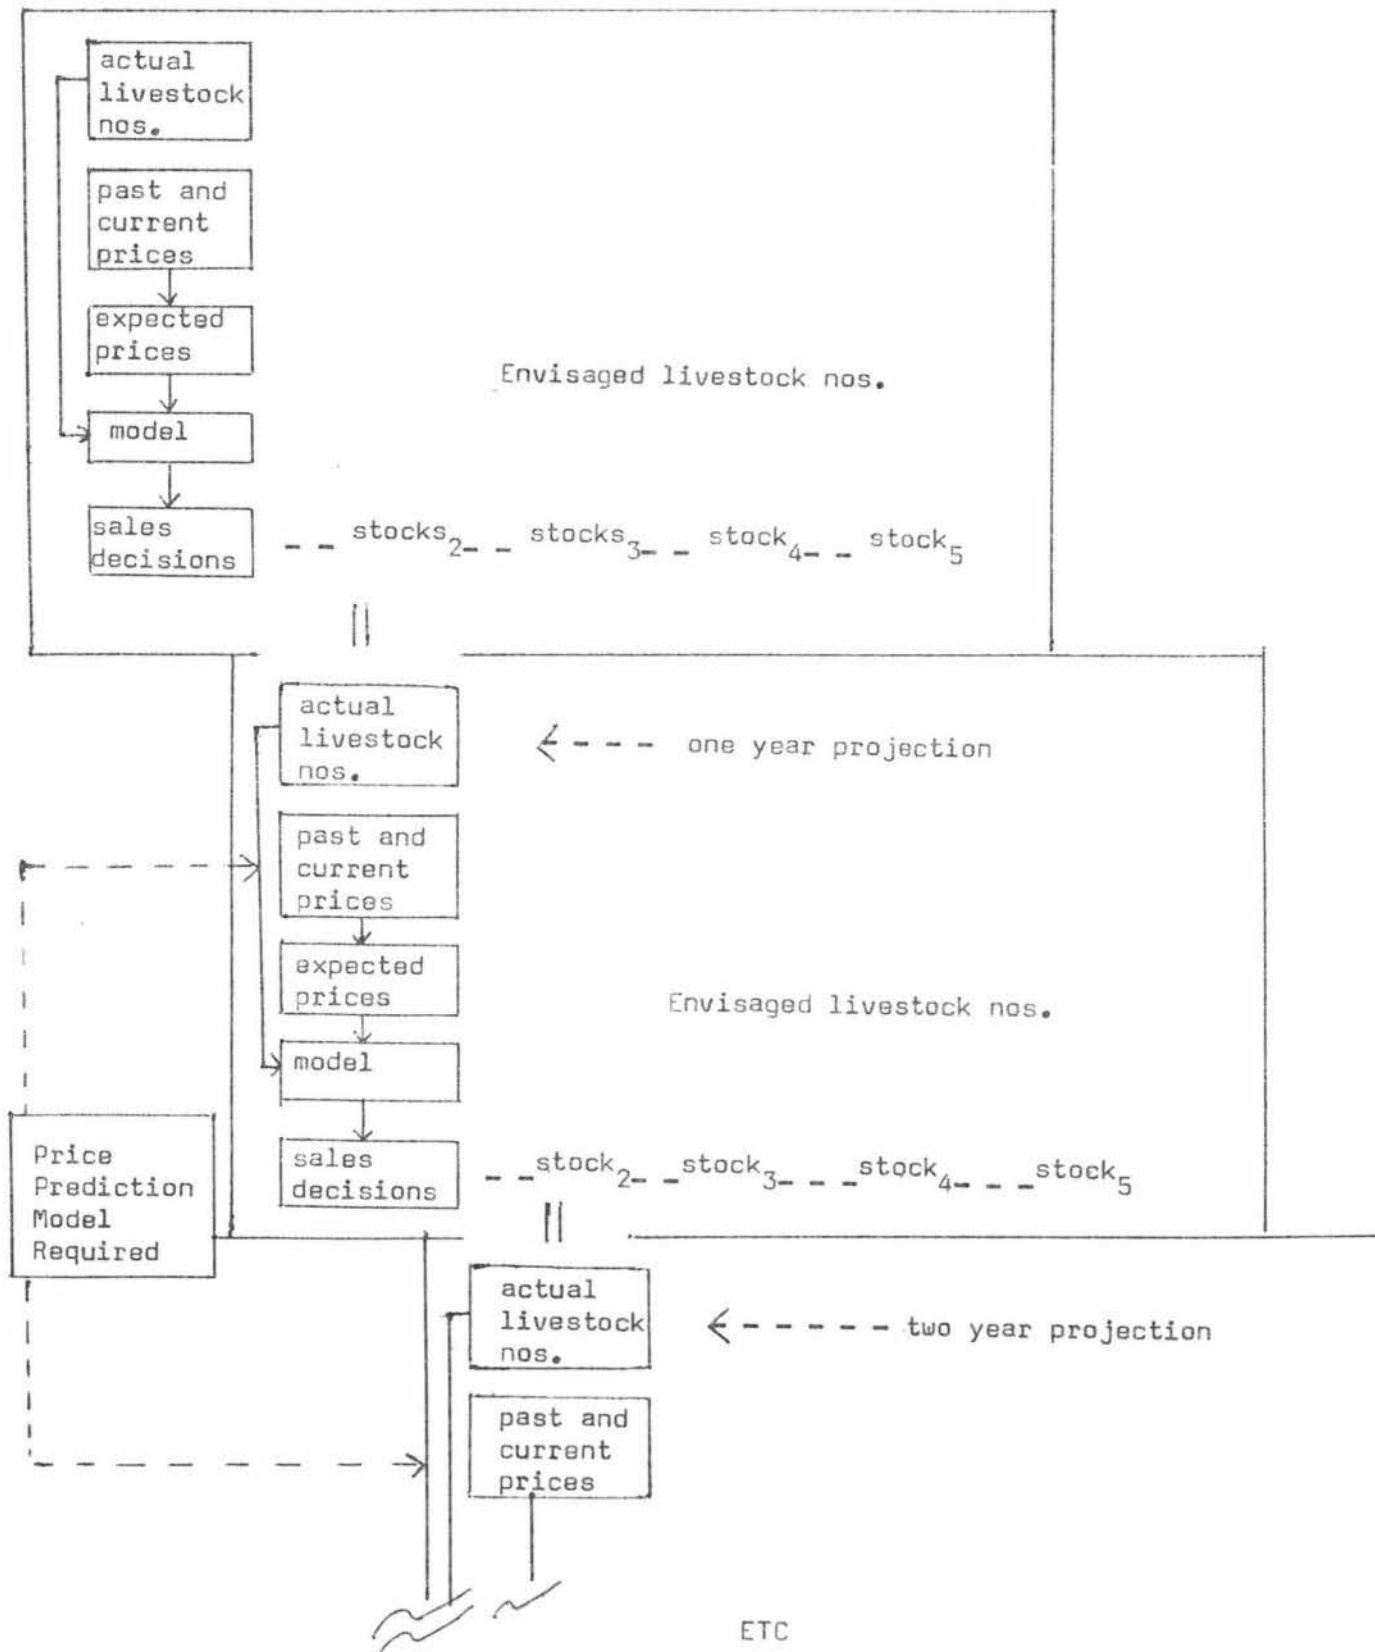 actual
livestock
nos.
past and
current
prices
expected
prices
Envisaged livestock nos.
model
sales
decisions
-- stocks₂-- stocks₃-- stock₄-- stock₅
||
actual
livestock
nos.
<---- one year projection
past and
current
prices
expected
prices
Envisaged livestock nos.
model
sales
decisions
--stock₂--stock₃---stock₄---stock₅
||
Price
Prediction
Model
Required
actual
livestock
nos.
<-----two year projection
past and
current
prices
ETC